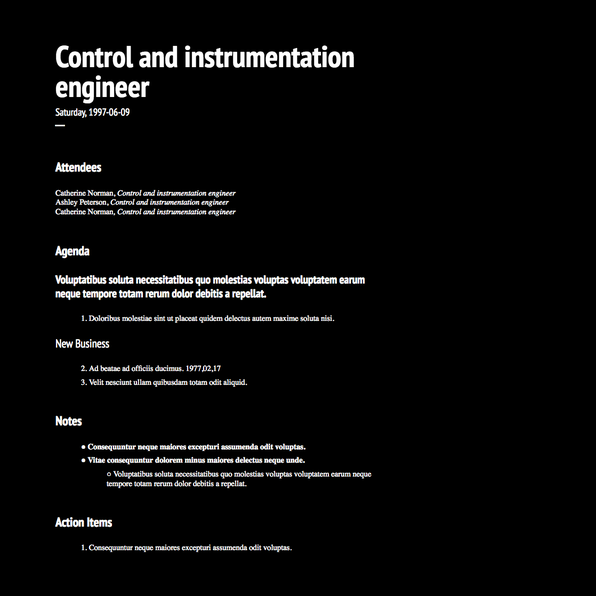 Control and instrumentation
engineer
Saturday, 1997-06-09
Attendees
Catherine Norman, Control and instrumentation engineer
Ashley Peterson, Control and instrumentation engineer
Catherine Norman, Control and instrumentation engineer
Agenda
Voluptatibus soluta necessitatibus quo molestias voluptas voluptatem earum
neque tempore totam rerum dolor debitis a repellat.
1. Doloribus molestiae sint ut placeat quidem delectus autem maxime soluta nisi.
New Business
2. Ad beatae ad officiis ducimus. 1977,02,17
3. Velit nesciunt ullam quibusdam totam odit aliquid.
Notes
● Consequuntur neque maiores excepturi assumenda odit voluptas.
● Vitae consequuntur dolorem minus maiores delectus neque unde.
○ Voluptatibus soluta necessitatibus quo molestias voluptas voluptatem earum neque
tempore totam rerum dolor debitis a repellat.
Action Items
1. Consequuntur neque maiores excepturi assumenda odit voluptas.